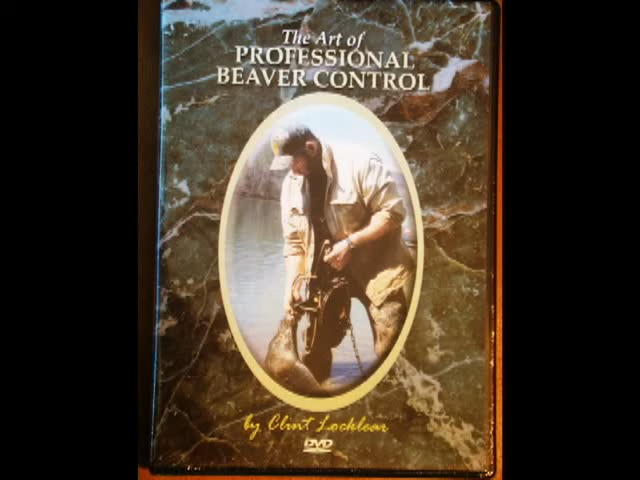 The Art of
PROFESSIONAL
BEAVER CONTROL
by Clint Locklear
DVD